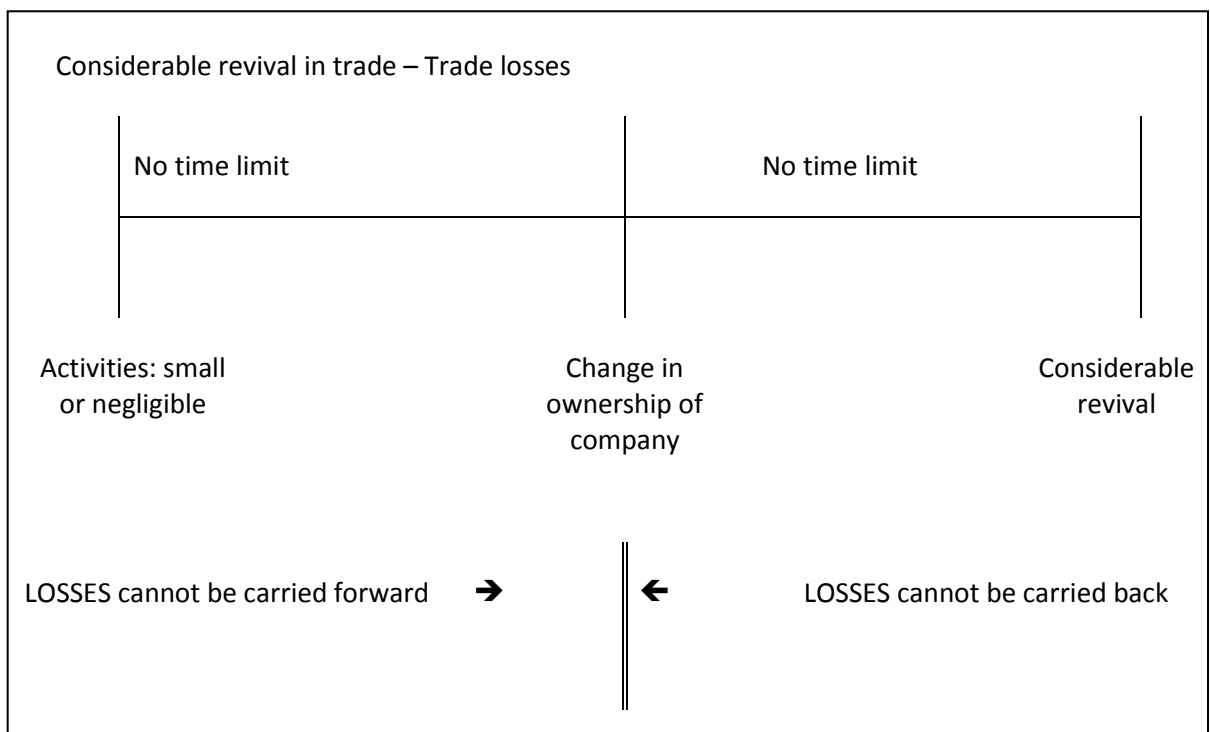 Considerable revival in trade – Trade losses
No time limit
No time limit
Activities: small
or negligible
Change in
ownership of
company
Considerable
revival
LOSSES cannot be carried forward ➔
LOSSES cannot be carried back